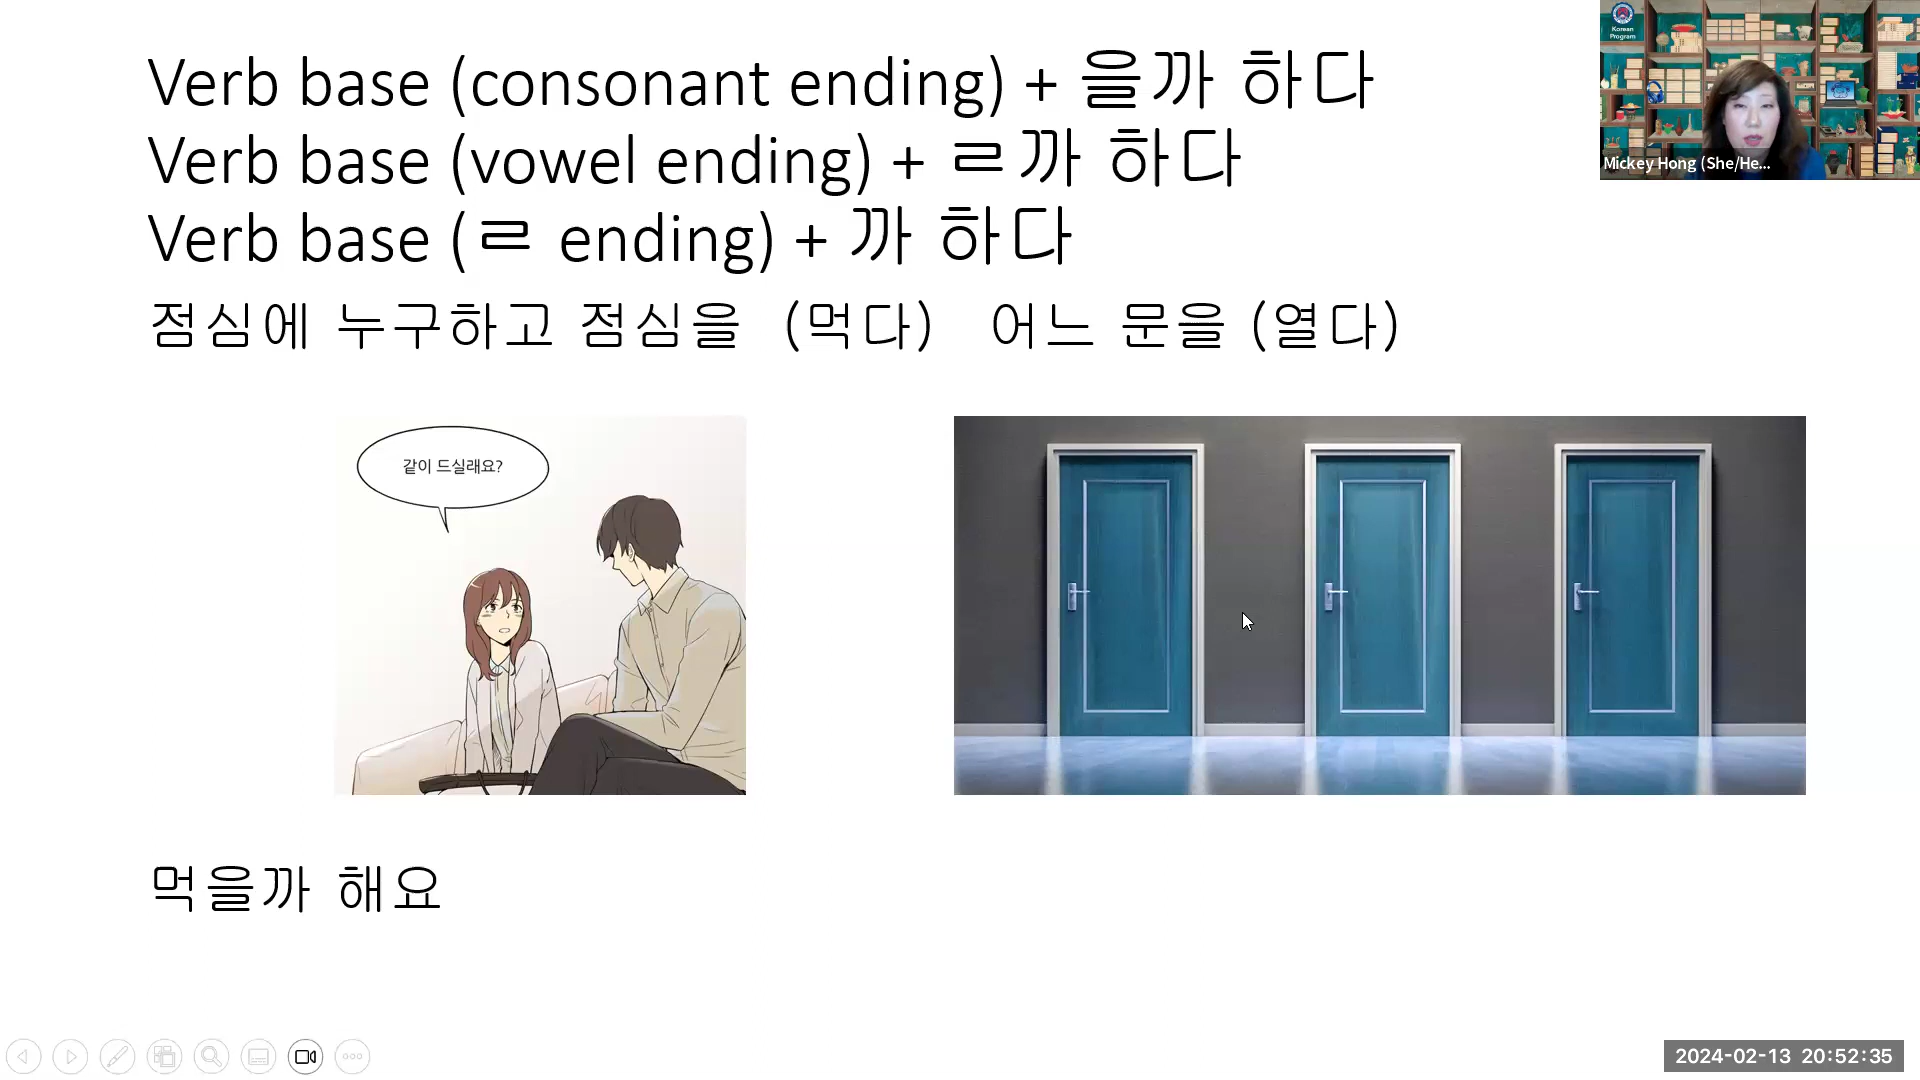 Verb base (consonant ending) + 을까 하다
Verb base (vowel ending) + ㄹ까 하다
Verb base (ㄹ ending) + 까 하다
점심에 누구하고 점심을 (먹다) 어느 문을 (열다)
같이 드실래요?
먹을까 해요
Korean
Program
Mickey Hong (She/He...
2024-02-13 20:52:35